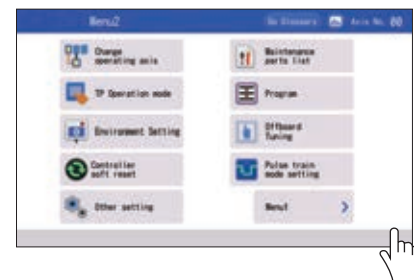 Menu2
No Glossary
Axis No. 00
Change
operating axis
Maintenance
parts list
TP Operation mode
Program
Environment Setting
Offboard
Tuning
Controller
soft reset
Pulse train
mode setting
Other setting
Menu1